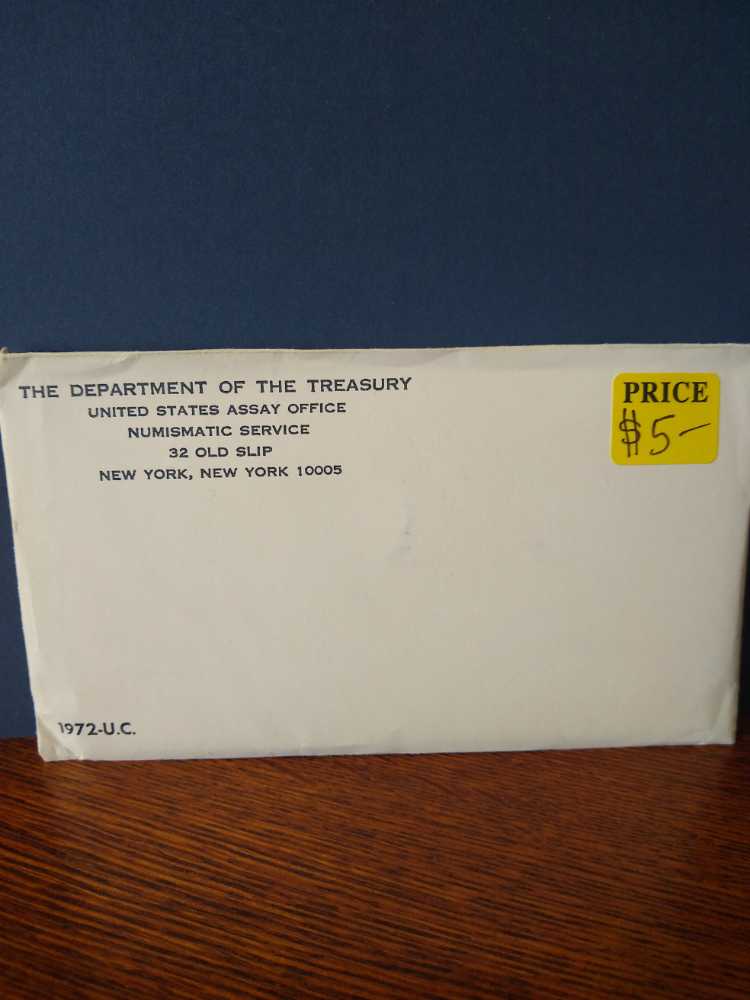 THE DEPARTMENT OF THE TREASURY
UNITED STATES ASSAY OFFICE
NUMISMATIC SERVICE
32 OLD SLIP
NEW YORK, NEW YORK 10005
PRICE
$5-
1972-U.C.